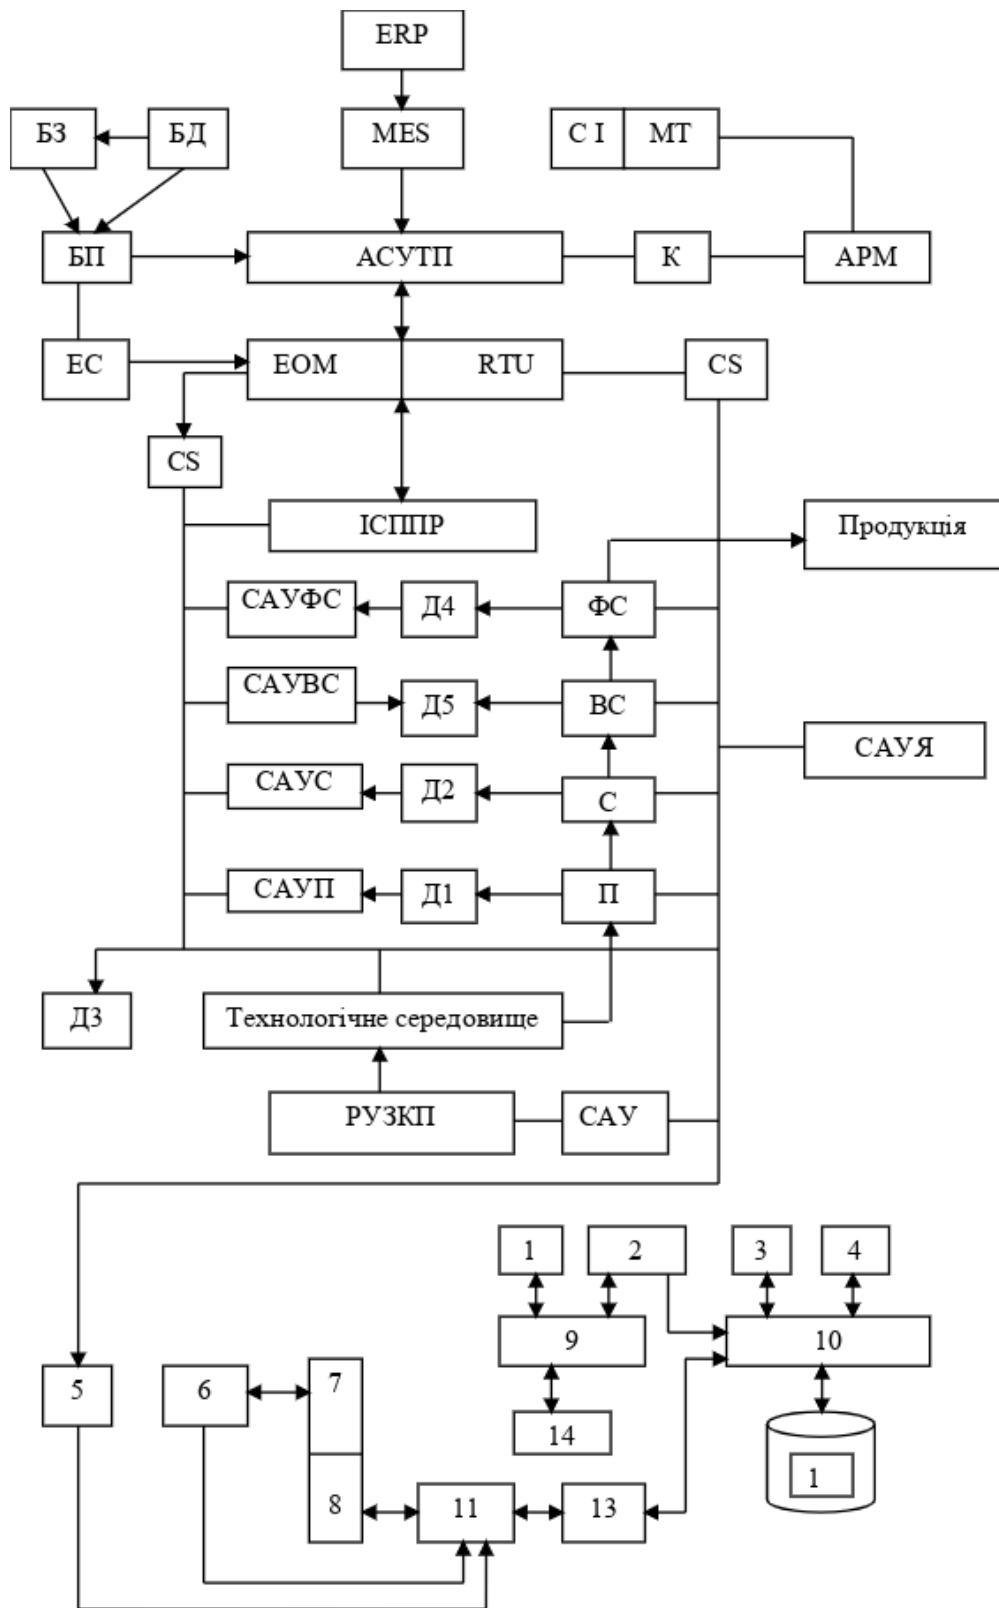 ERP
БЗ
БД
MES
С І
МТ
БП
АСУТП
К
АРМ
ЕС
ЕОМ
RTU
CS
CS
ІСППР
Продукція
САУФС
Д4
ФС
САУВС
Д5
ВС
САУЯ
САУС
Д2
С
САУП
Д1
П
Д3
Технологічне середовище
РУЗКП
САУ
1
2
3
4
9
10
5
6
7
14
1
8
11
13